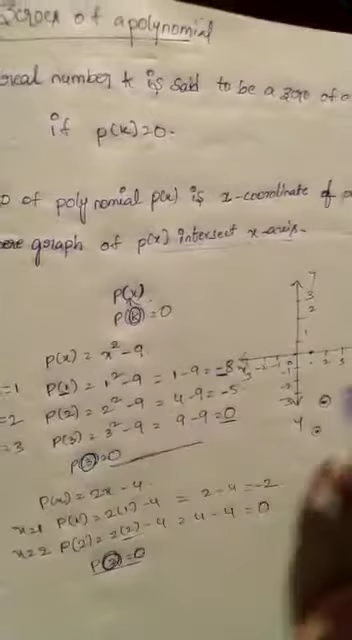 Zeroes of a polynomial
real number k is said to be a zero of a
if p(k)=0.
of polynomial p(x) is x-coordinate of
graph of p(x) intersect x-axis.
P(x)
P(k)=0
P(x) = x²-9
=1 P(1) = 1²-9 = 1-9 = -8
=2 P(2) = 2²-9 = 4-9 = -5
=3 P(3) = 3²-9 = 9-9 = 0
P(3)=0
P(x) = 2x-4
x=1 P(1) = 2(1)-4 = 2-4 = -2
x=2 P(2) = 2(2)-4 = 4-4 = 0
P(2)=0